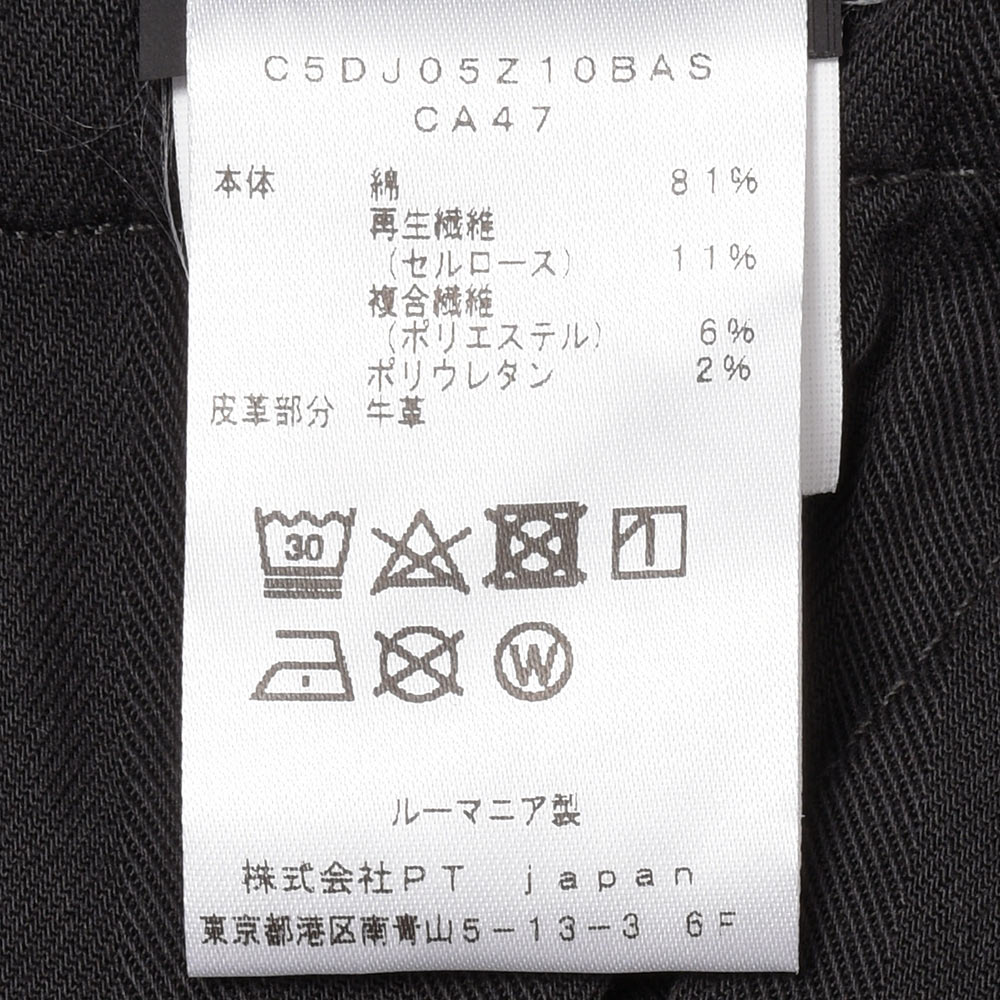 C5DJ05Z10BAS
CA47
本体 綿 81%
再生繊維
(セルロース) 11%
複合繊維
(ポリエステル) 6%
ポリウレタン 2%
皮革部分 牛革
30
W
ルーマニア製
株式会社PT japan
東京都港区南青山5-13-3 6F